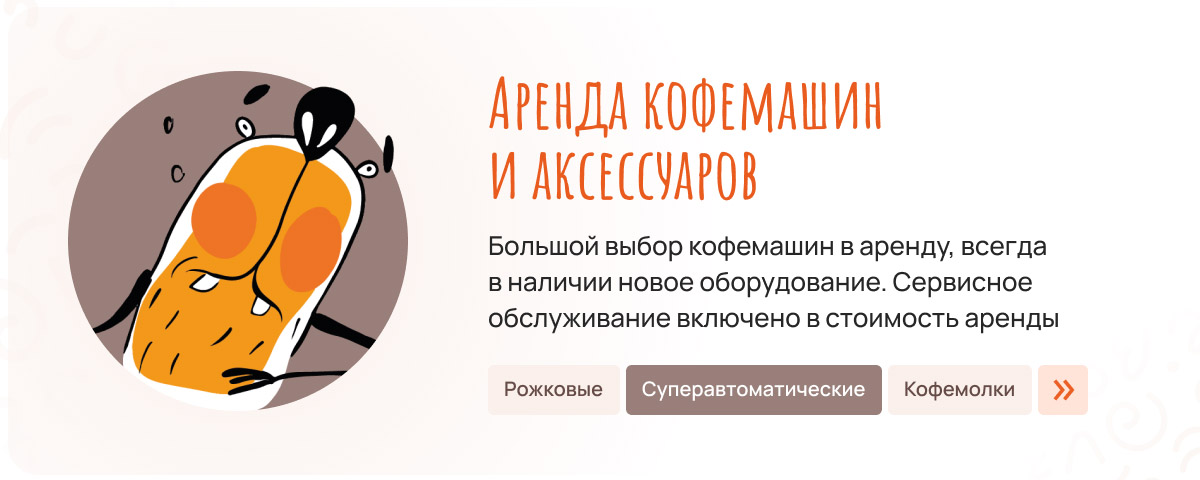 Аренда кофемашин
и аксессуаров
Большой выбор кофемашин в аренду, всегда
в наличии новое оборудование. Сервисное
обслуживание включено в стоимость аренды
Рожковые Суперавтоматические Кофемолки »